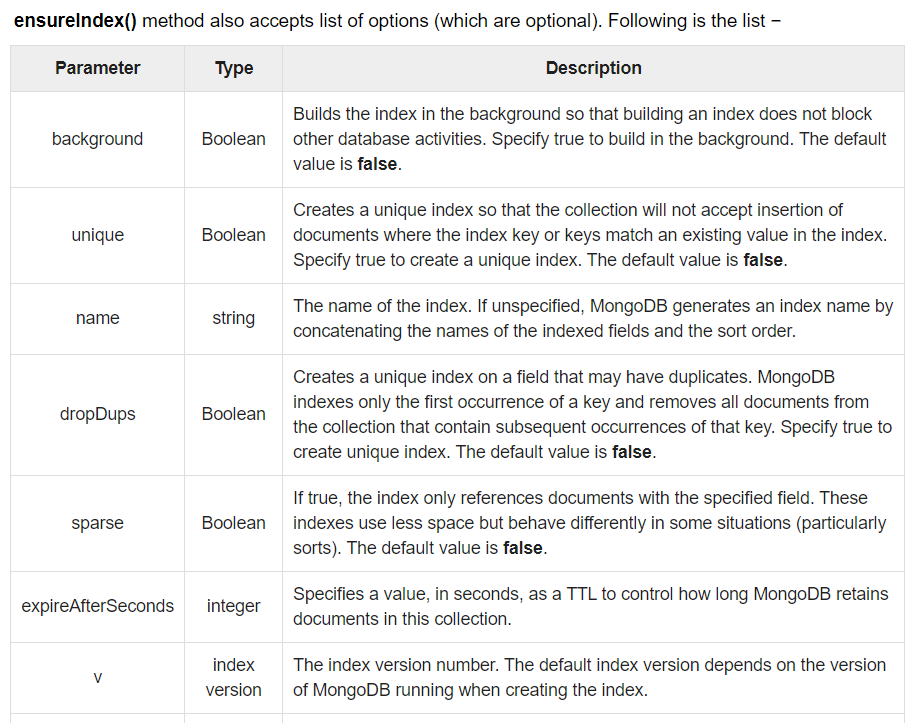 ensureIndex() method also accepts list of options (which are optional). Following is the list −
Parameter Type Description
background Boolean Builds the index in the background so that building an index does not block
other database activities. Specify true to build in the background. The default
value is false.
unique Boolean Creates a unique index so that the collection will not accept insertion of
documents where the index key or keys match an existing value in the index.
Specify true to create a unique index. The default value is false.
name string The name of the index. If unspecified, MongoDB generates an index name by
concatenating the names of the indexed fields and the sort order.
dropDups Boolean Creates a unique index on a field that may have duplicates. MongoDB
indexes only the first occurrence of a key and removes all documents from
the collection that contain subsequent occurrences of that key. Specify true to
create unique index. The default value is false.
sparse Boolean If true, the index only references documents with the specified field. These
indexes use less space but behave differently in some situations (particularly
sorts). The default value is false.
expireAfterSeconds integer Specifies a value, in seconds, as a TTL to control how long MongoDB retains
documents in this collection.
v index version The index version number. The default index version depends on the version
of MongoDB running when creating the index.